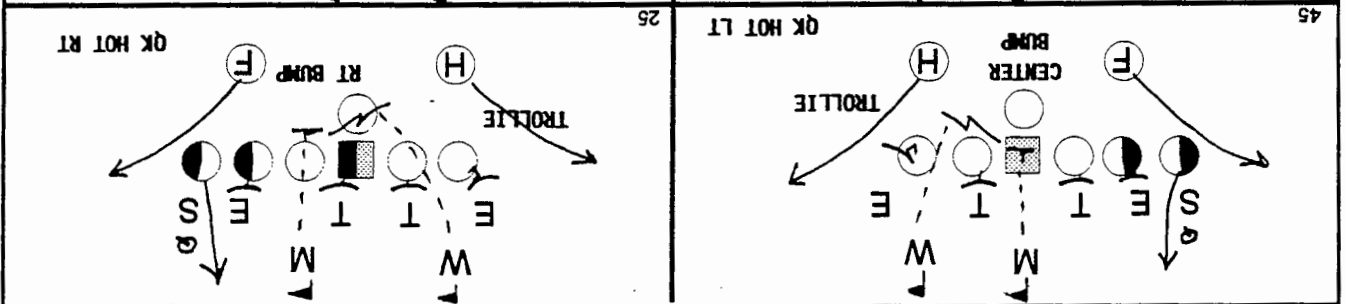 M W
Q
S E T T E
TROLLIE
F CENTER H
BUMP
45 QK HOT LT
W M
Q
E T T E S
TROLLIE
H RT BUMP F
25 QK HOT RT